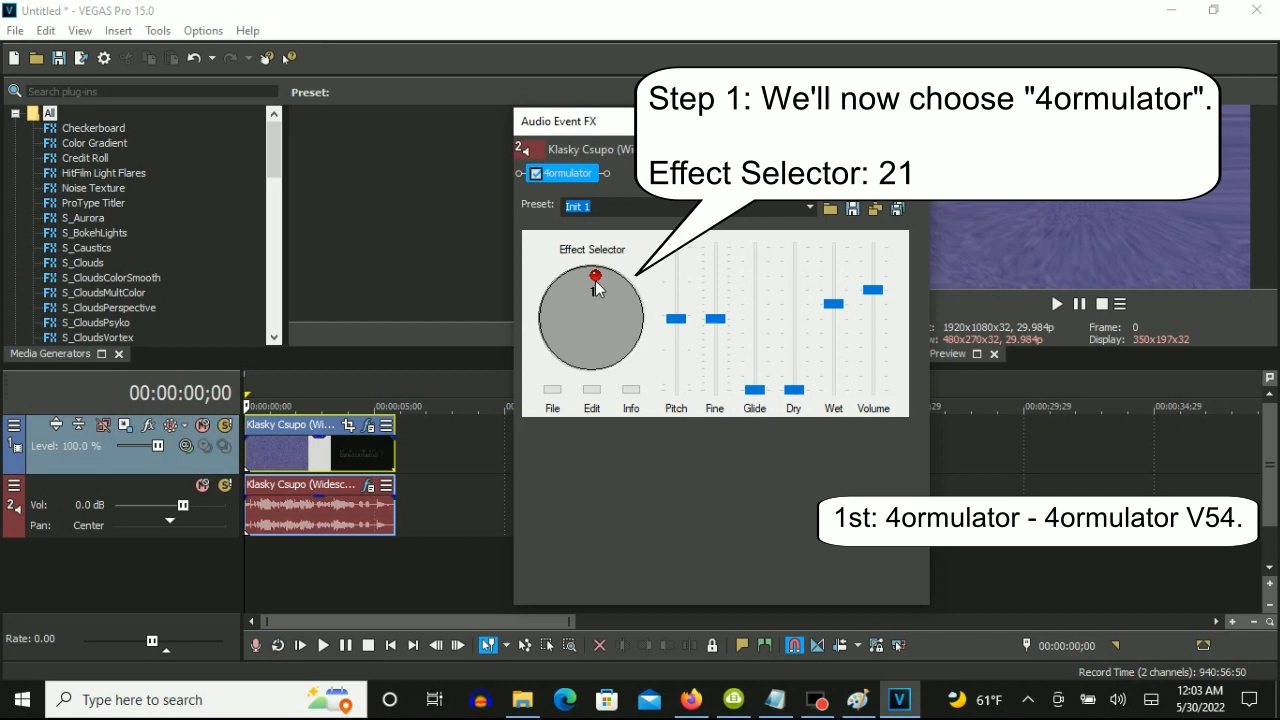 Untitled * - VEGAS Pro 15.0
File Edit View Insert Tools Options Help
Search plug-ins
Preset:
All
Checkerboard
Color Gradient
Credit Roll
HitFilm Light Flares
Noise Texture
ProType Titler
S_Aurora
S_BokehLights
S_Caustics
S_Clouds
S_CloudsColorSmooth
S_CloudsMultColor
S_CloudsPerspective
S_CloudsPsyko
S_CloudsVortex
Media Generators
Audio Event FX
Klasky Csupo (Wi
4ormulator
Preset: Init 1
Effect Selector
1
File Edit Info Pitch Fine Glide Dry Wet Volume
Step 1: We'll now choose "4ormulator".
Effect Selector: 21
1920x1080x32, 29.984p Frame: 0
480x270x32, 29.984p Display: 350x197x32
Preview
00:00:00;00
00:00:00;00 00:00:05;00 00:00:29;29 00:00:34;29
Level: 100.0 %
1
Klasky Csupo (Wi...
Klasky Csupo (Widesc...
2
Vol: 0.0 dB
Pan: Center
1st: 4ormulator - 4ormulator V54.
Rate: 0.00
00:00:00;00
Record Time (2 channels): 940:56:50
Type here to search
61°F
12:03 AM
5/30/2022